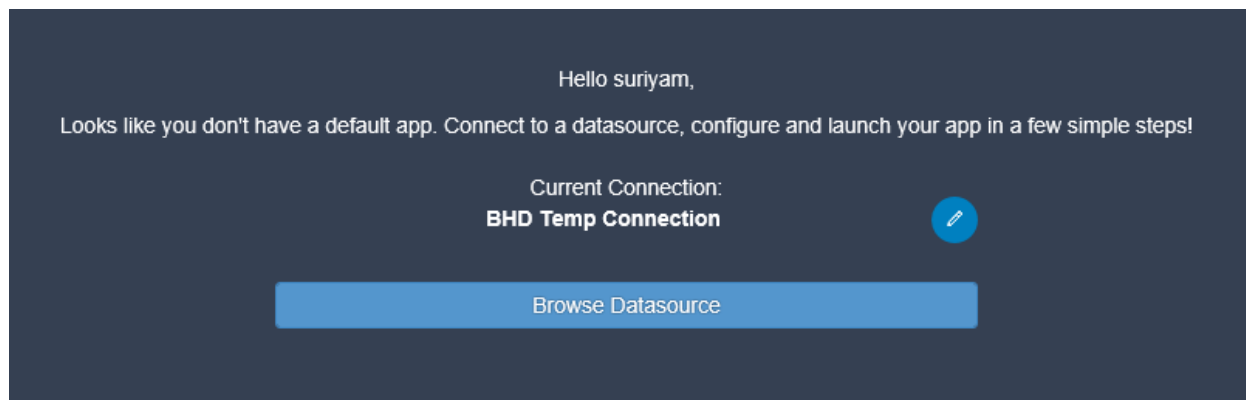 Hello suriyam,
Looks like you don't have a default app. Connect to a datasource, configure and launch your app in a few simple steps!
Current Connection:
BHD Temp Connection
Browse Datasource